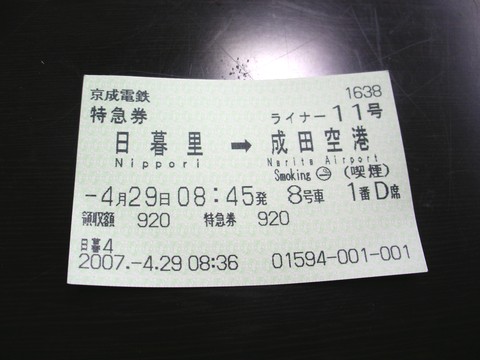 京成電鉄 1638
特急券 ライナー11号
日暮里 → 成田空港
Nippori Narita Airport
Smoking (喫煙)
-4月29日 08:45発 8号車 1番D席
領収額 920 特急券 920
日暮4
2007.-4.29 08:36 01594-001-001